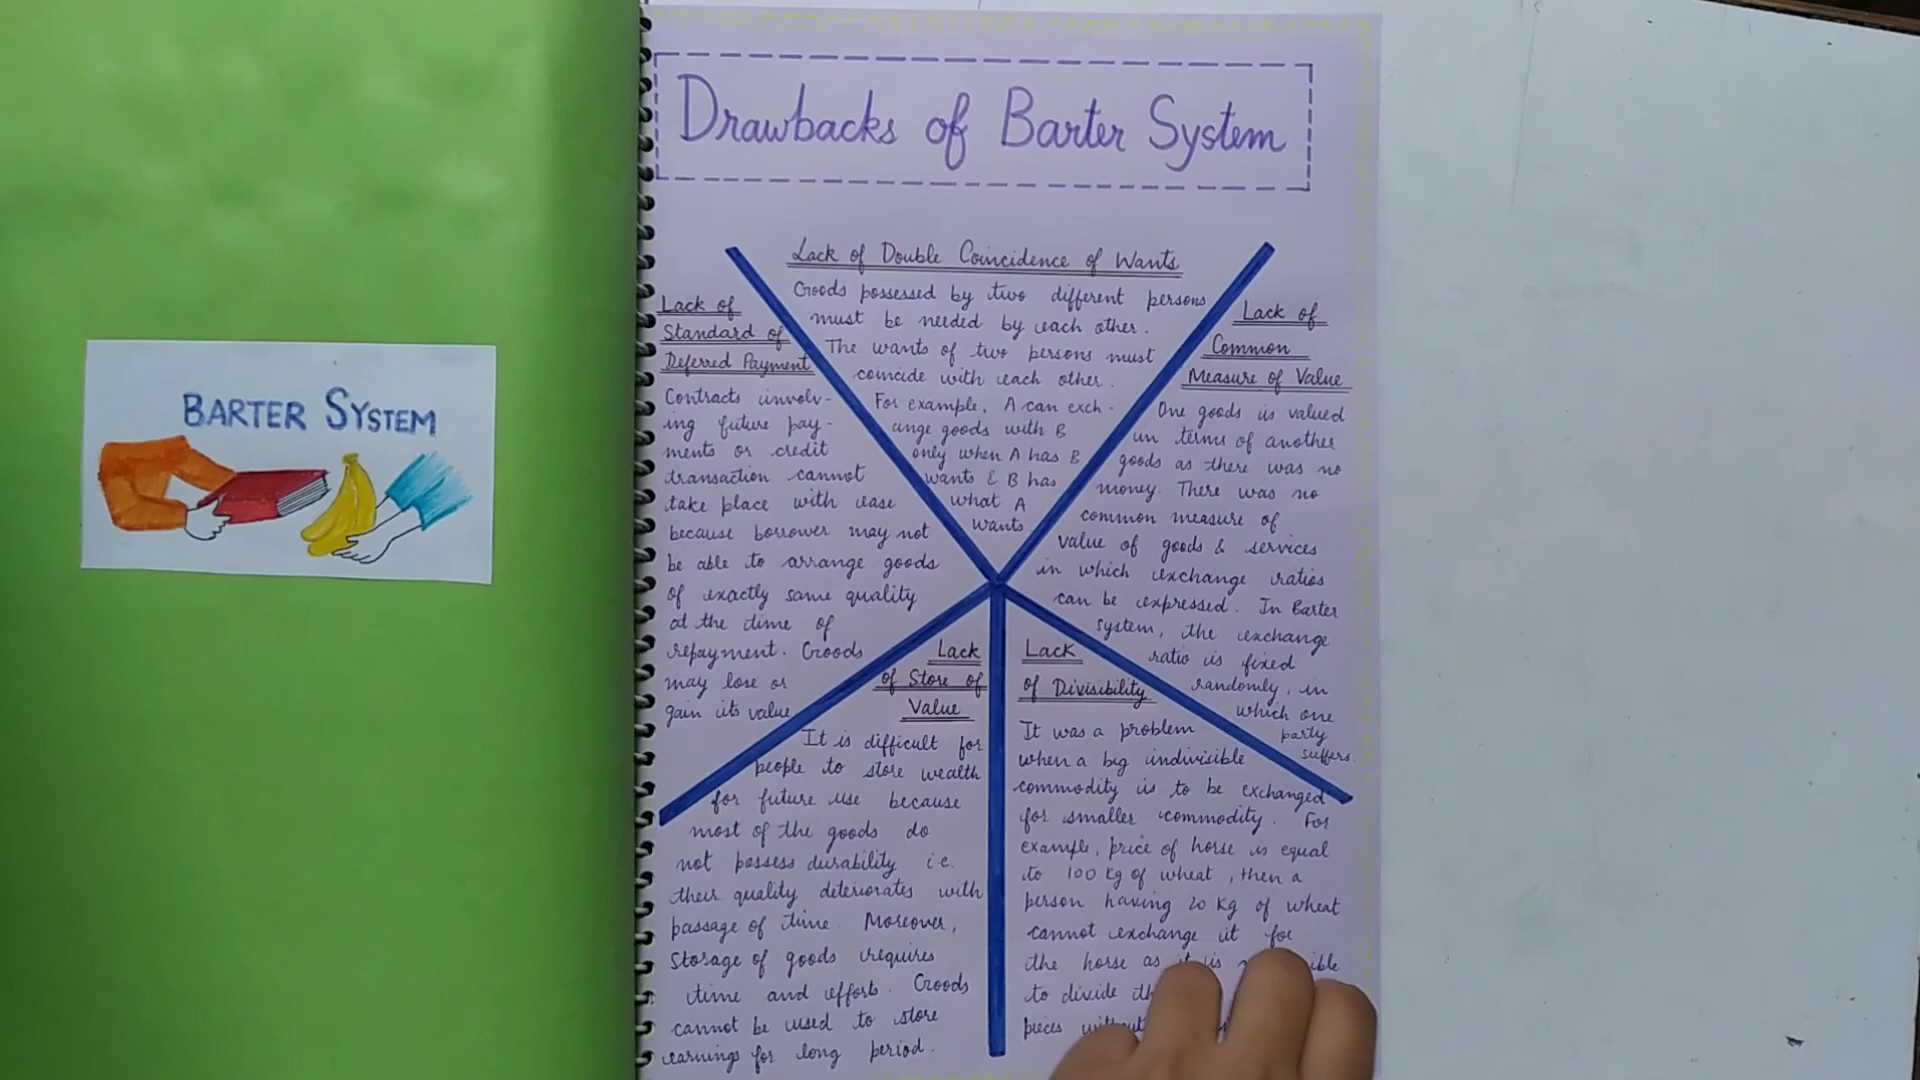 BARTER SYSTEM
Drawbacks of Barter System
Lack of Double Coincidence of Wants
Goods possessed by two different persons
must be needed by each other.
The wants of two persons must
coincide with each other.
For example, A can exch-
ange goods with B
only when A has B
wants & B has
what A
wants
Lack of
Standard of
Deferred Payment
Contracts involv-
ing future pay-
ments or credit
transaction cannot
take place with ease
because borrower may not
be able to arrange goods
of exactly same quality
at the time of
repayment. Goods
may lose or
gain its value
Lack of
Common
Measure of Value
One goods is valued
in terms of another
goods as there was no
money. There was no
common measure of
value of goods & services
in which exchange ratios
can be expressed. In Barter
system, the exchange
ratio is fixed
randomly, in
which one
party
suffers.
Lack
of Store of
Value
It is difficult for
people to store wealth
for future use because
most of the goods do
not possess durability i.e.
their quality deteriorates with
passage of time. Moreover,
storage of goods requires
time and efforts. Goods
cannot be used to store
earnings for long period.
Lack
of Divisibility
It was a problem
when a big indivisible
commodity is to be exchanged
for smaller commodity. For
example, price of horse is equal
to 100 Kg of wheat, then a
person having 20 Kg of wheat
cannot exchange it for
the horse as it is
to divide
pieces without